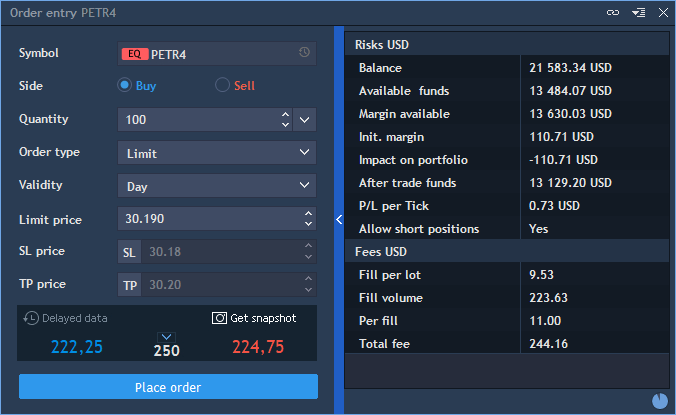 Order entry PETR4
Symbol EQ PETR4
Side Buy Sell
Quantity 100
Order type Limit
Validity Day
Limit price 30.190
SL price SL 30.18
TP price TP 30.20
Delayed data Get snapshot
222,25 250 224,75
Place order
Risks USD
Balance 21 583.34 USD
Available funds 13 484.07 USD
Margin available 13 630.03 USD
Init. margin 110.71 USD
Impact on portfolio -110.71 USD
After trade funds 13 129.20 USD
P/L per Tick 0.73 USD
Allow short positions Yes
Fees USD
Fill per lot 9.53
Fill volume 223.63
Per fill 11.00
Total fee 244.16